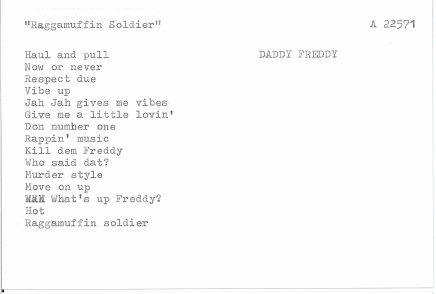 "Raggamuffin Soldier" A 22571
Haul and pull DADDY FREDDY
Now or never
Respect due
Vibe up
Jah Jah gives me vibes
Give me a little lovin'
Don number one
Rappin' music
Kill dem Freddy
Who said dat?
Murder style
Move on up
What's up Freddy?
Hot
Raggamuffin soldier